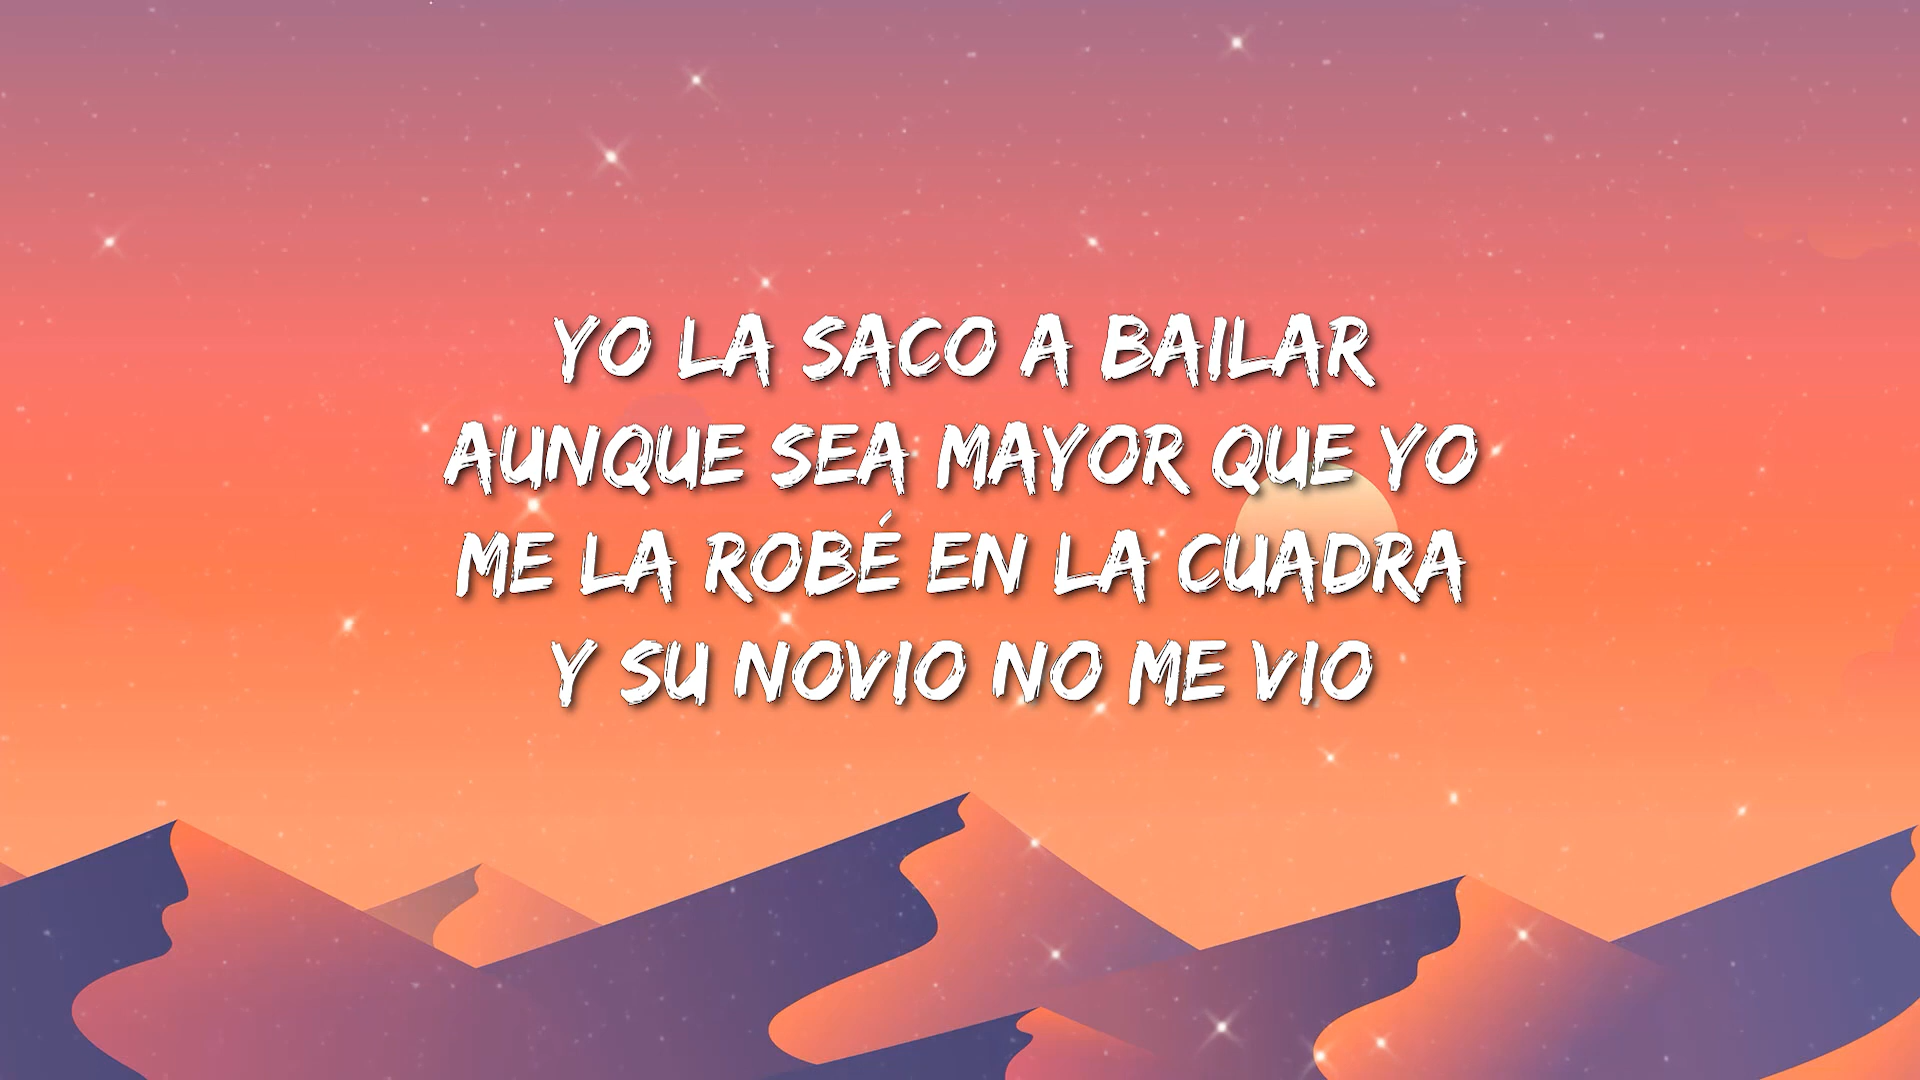 YO LA SACO A BAILAR
AUNQUE SEA MAYOR QUE YO
ME LA ROBÉ EN LA CUADRA
Y SU NOVIO NO ME VIO